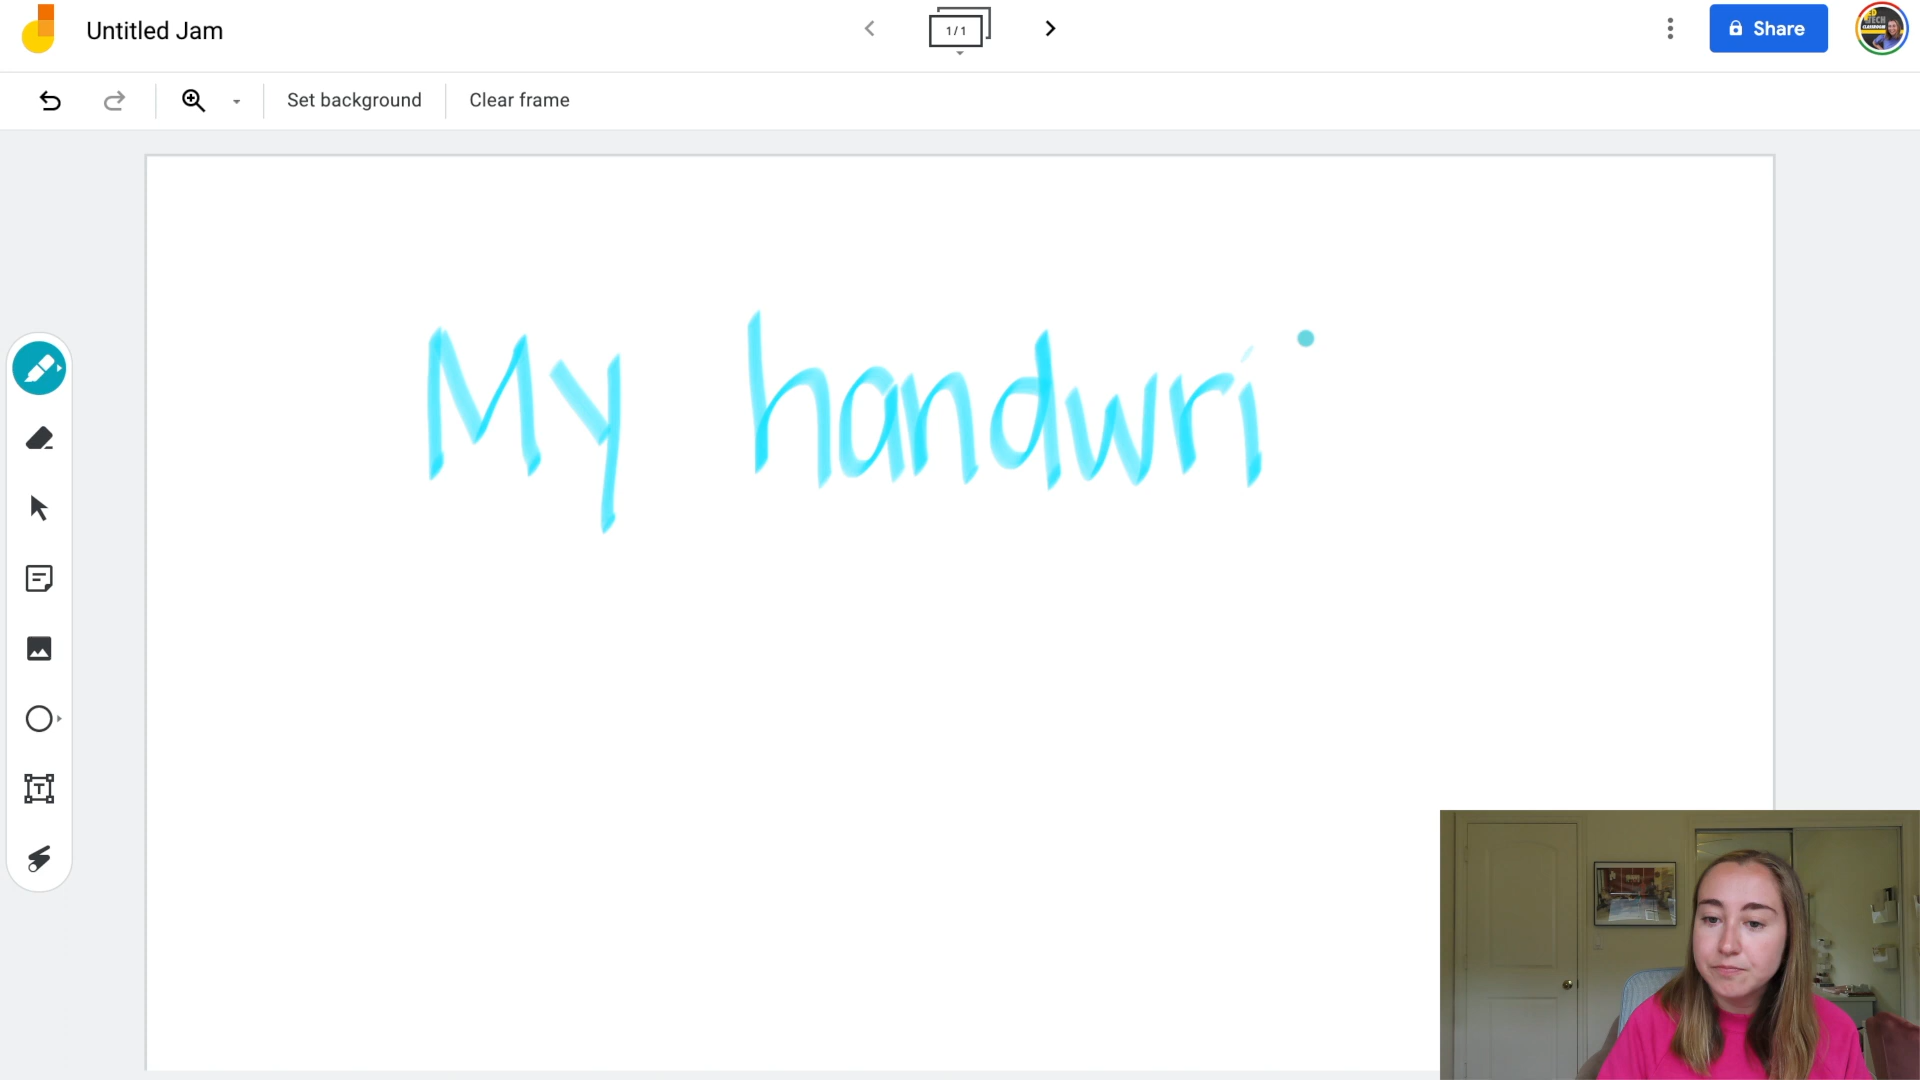 Untitled Jam
1/1
Share
Set background
Clear frame
My handwri
T